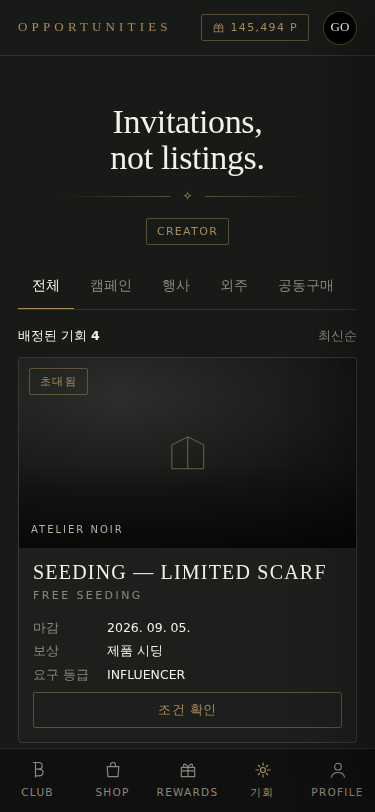 OPPORTUNITIES
145,494 P
GO
Invitations,
not listings.
CREATOR
전체 캠페인 행사 외주 공동구매
배정된 기회 4 최신순
초대됨
ATELIER NOIR
SEEDING — LIMITED SCARF
FREE SEEDING
마감 2026. 09. 05.
보상 제품 시딩
요구 등급 INFLUENCER
조건 확인
CLUB SHOP REWARDS 기회 PROFILE